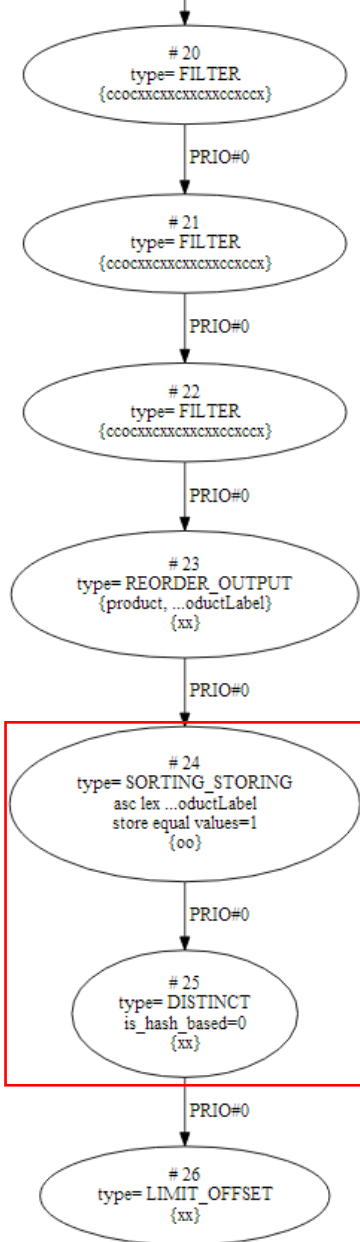 # 20
type= FILTER
{ccocxxcxxcxxcxxccxccx}
PRIO#0
# 21
type= FILTER
{ccocxxcxxcxxcxxccxccx}
PRIO#0
# 22
type= FILTER
{ccocxxcxxcxxcxxccxccx}
PRIO#0
# 23
type= REORDER_OUTPUT
{product, ...oductLabel}
{xx}
PRIO#0
# 24
type= SORTING_STORING
asc lex ...oductLabel
store equal values=1
{oo}
PRIO#0
# 25
type= DISTINCT
is_hash_based=0
{xx}
PRIO#0
# 26
type= LIMIT_OFFSET
{xx}